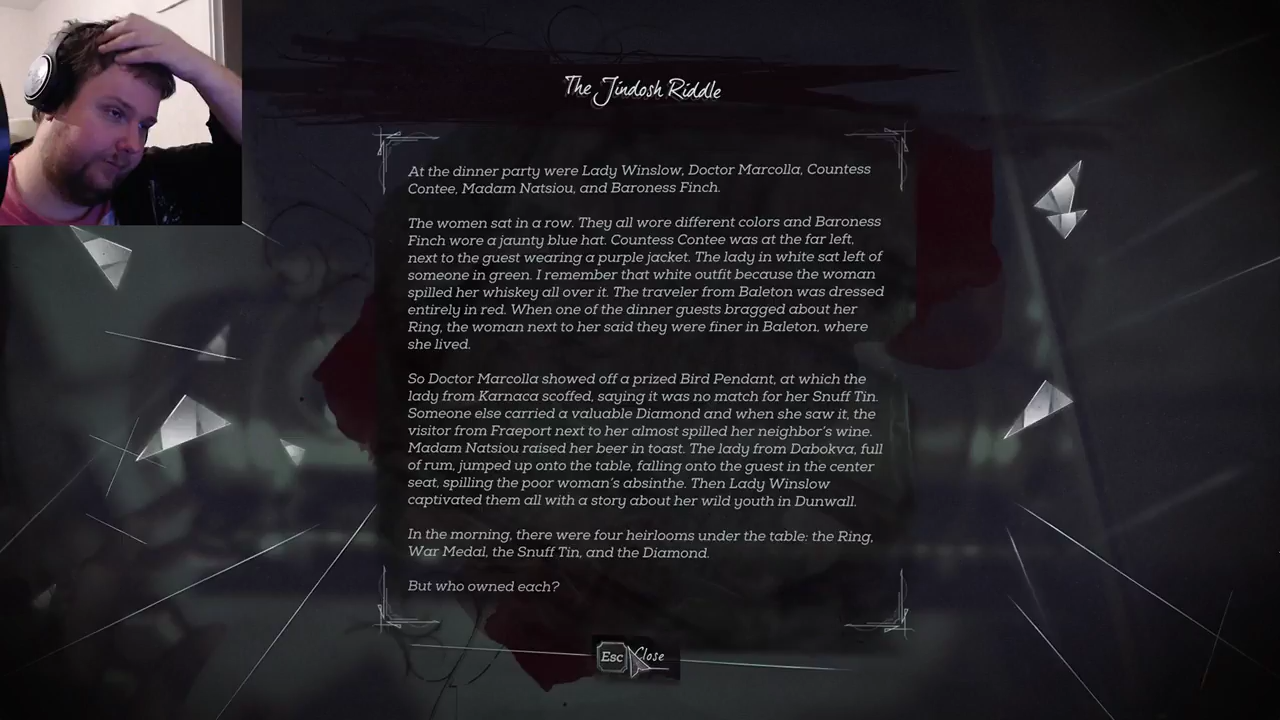 The Jindosh Riddle
At the dinner party were Lady Winslow, Doctor Marcolla, Countess
Contee, Madam Natsiou, and Baroness Finch.
The women sat in a row. They all wore different colors and Baroness
Finch wore a jaunty blue hat. Countess Contee was at the far left,
next to the guest wearing a purple jacket. The lady in white sat left of
someone in green. I remember that white outfit because the woman
spilled her whiskey all over it. The traveler from Baleton was dressed
entirely in red. When one of the dinner guests bragged about her
Ring, the woman next to her said they were finer in Baleton, where
she lived.
So Doctor Marcolla showed off a prized Bird Pendant, at which the
lady from Karnaca scoffed, saying it was no match for her Snuff Tin.
Someone else carried a valuable Diamond and when she saw it, the
visitor from Fraeport next to her almost spilled her neighbor's wine.
Madam Natsiou raised her beer in toast. The lady from Dabokva, full
of rum, jumped up onto the table, falling onto the guest in the center
seat, spilling the poor woman's absinthe. Then Lady Winslow
captivated them all with a story about her wild youth in Dunwall.
In the morning, there were four heirlooms under the table: the Ring,
War Medal, the Snuff Tin, and the Diamond.
But who owned each?
Esc Close